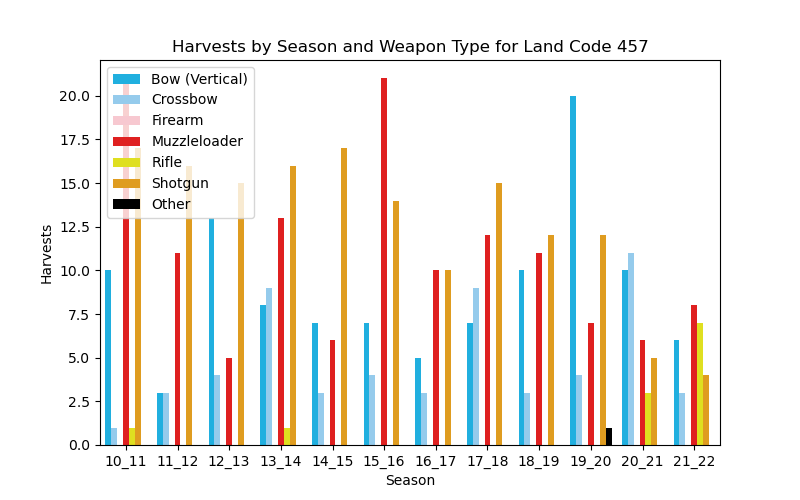 Harvests by Season and Weapon Type for Land Code 457
Bow (Vertical)
Crossbow
Firearm
Muzzleloader
Rifle
Shotgun
Other
20.0
17.5
15.0
12.5
10.0
7.5
5.0
2.5
0.0
Harvests
10_11 11_12 12_13 13_14 14_15 15_16 16_17 17_18 18_19 19_20 20_21 21_22
Season